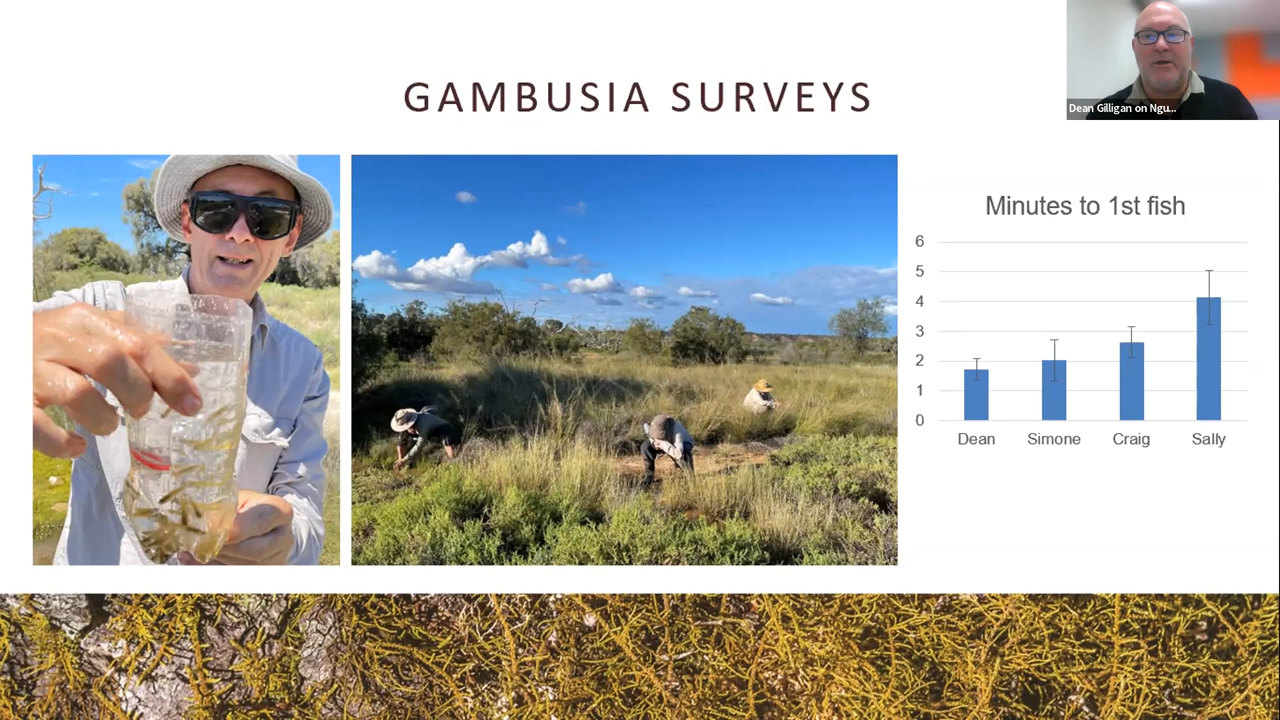 GAMBUSIA SURVEYS
Dean Gilligan on Ngu...
Minutes to 1st fish
6
5
4
3
2
1
0
Dean Simone Craig Sally